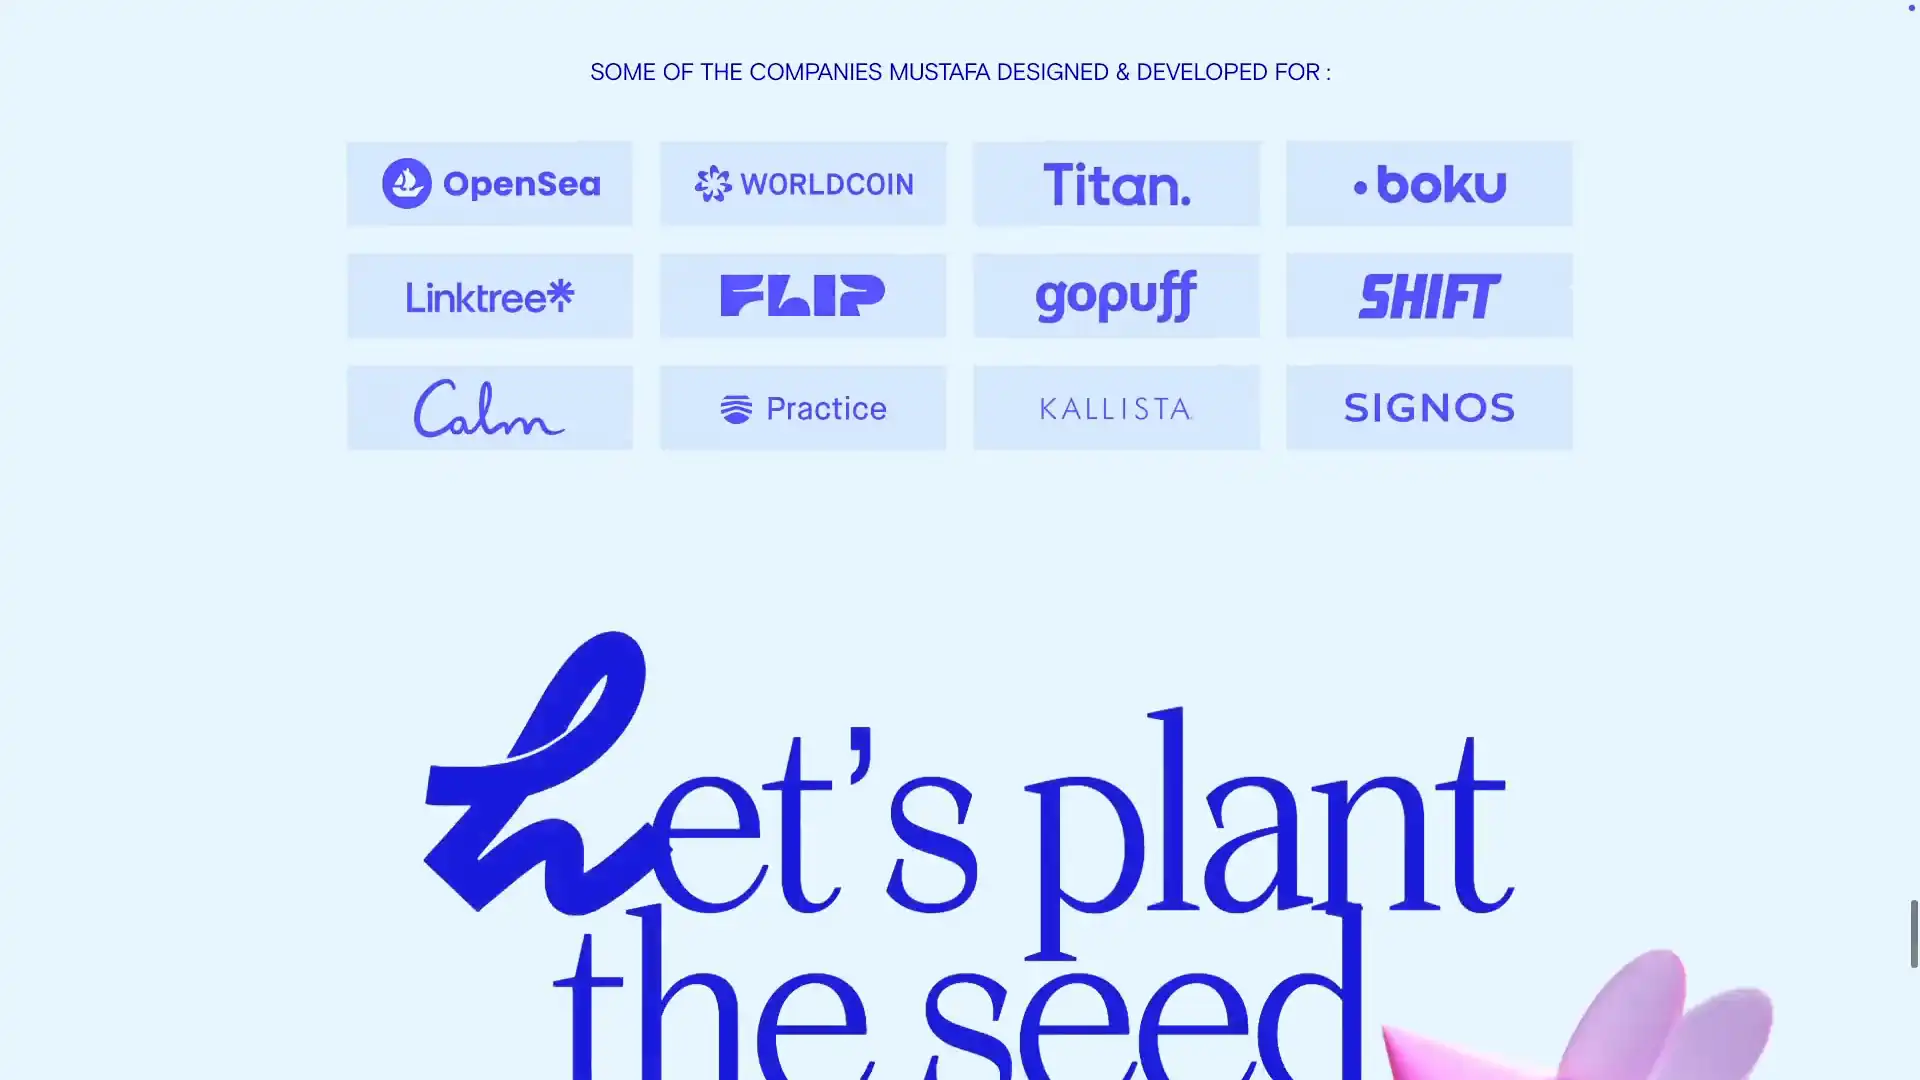 SOME OF THE COMPANIES MUSTAFA DESIGNED & DEVELOPED FOR :
OpenSea WORLDCOIN Titan. boku
Linktree FLIP gopuff SHIFT
Calm Practice KALLISTA SIGNOS
Let's plant
the seed